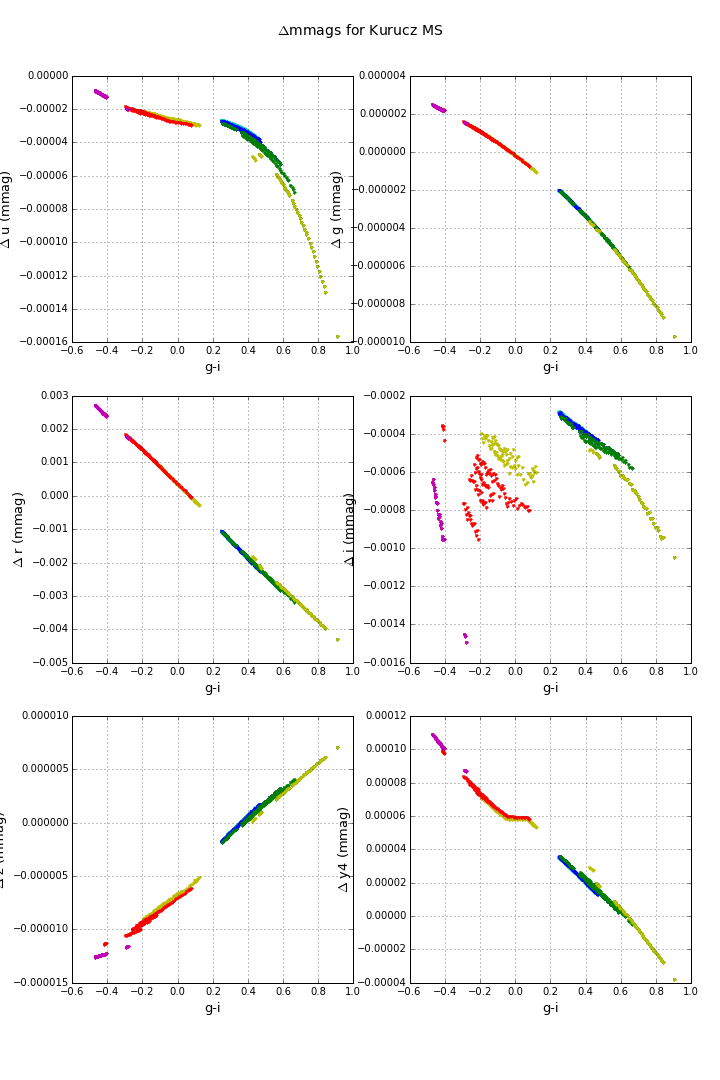 Δmmags for Kurucz MS
0.00000
−0.00002
−0.00004
−0.00006
−0.00008
−0.00010
−0.00012
−0.00014
−0.00016
Δ u (mmag)
−0.6 −0.4 −0.2 0.0 0.2 0.4 0.6 0.8 1.0
g-i
0.000004
0.000002
0.000000
−0.000002
−0.000004
−0.000006
−0.000008
−0.000010
Δ g (mmag)
−0.6 −0.4 −0.2 0.0 0.2 0.4 0.6 0.8 1.0
g-i
0.003
0.002
0.001
0.000
−0.001
−0.002
−0.003
−0.004
−0.005
Δ r (mmag)
−0.6 −0.4 −0.2 0.0 0.2 0.4 0.6 0.8 1.0
g-i
−0.0002
−0.0004
−0.0006
−0.0008
−0.0010
−0.0012
−0.0014
−0.0016
Δ i (mmag)
−0.6 −0.4 −0.2 0.0 0.2 0.4 0.6 0.8 1.0
g-i
0.000010
0.000005
0.000000
−0.000005
−0.000010
−0.000015
Δ z (mmag)
−0.6 −0.4 −0.2 0.0 0.2 0.4 0.6 0.8 1.0
g-i
0.00012
0.00010
0.00008
0.00006
0.00004
0.00002
0.00000
−0.00002
−0.00004
Δ y4 (mmag)
−0.6 −0.4 −0.2 0.0 0.2 0.4 0.6 0.8 1.0
g-i